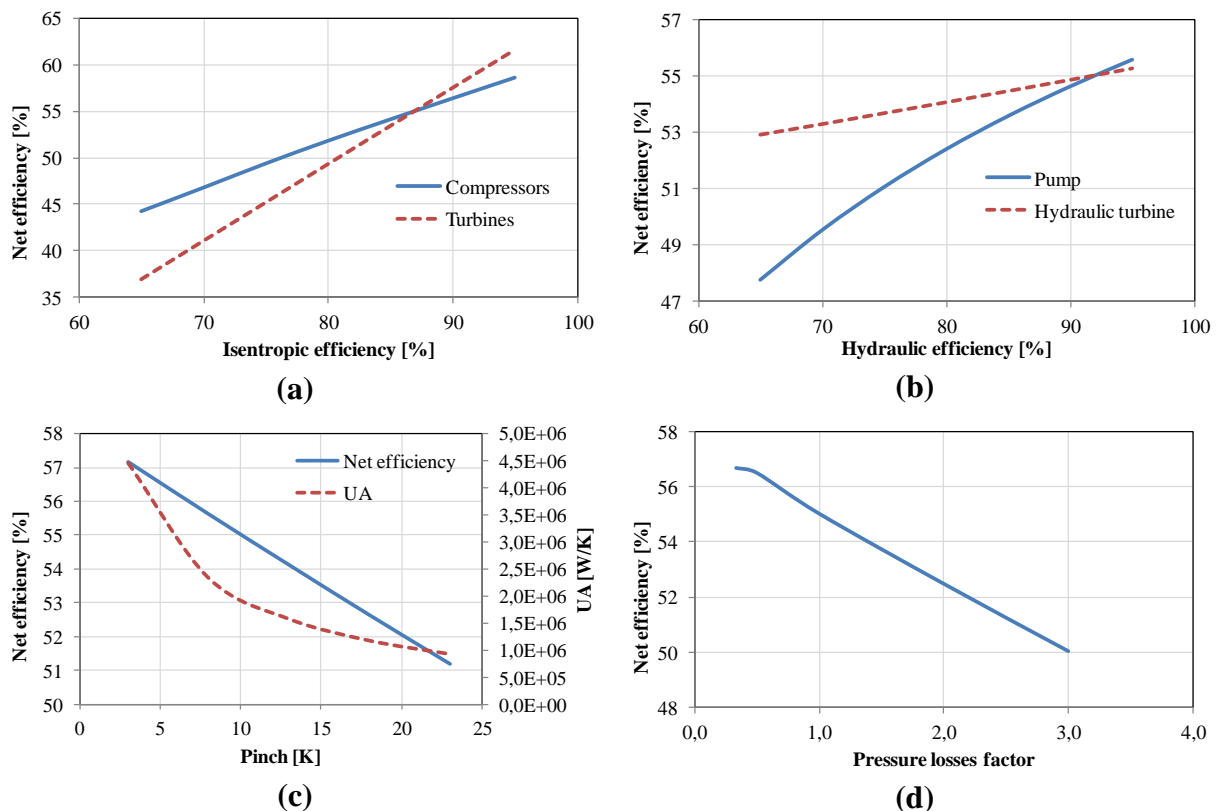 65
60
55
50
45
40
35
Net efficiency [%]
60 70 80 90 100
Isentropic efficiency [%]
Compressors
Turbines
(a)
57
55
53
51
49
47
Net efficiency [%]
60 70 80 90 100
Hydraulic efficiency [%]
Pump
Hydraulic turbine
(b)
58
57
56
55
54
53
52
51
50
Net efficiency [%]
0 5 10 15 20 25
Pinch [K]
Net efficiency
UA
5,0E+06
4,5E+06
4,0E+06
3,5E+06
3,0E+06
2,5E+06
2,0E+06
1,5E+06
1,0E+06
5,0E+05
0,0E+00
UA [W/K]
(c)
58
56
54
52
50
48
Net efficiency [%]
0,0 1,0 2,0 3,0 4,0
Pressure losses factor
(d)